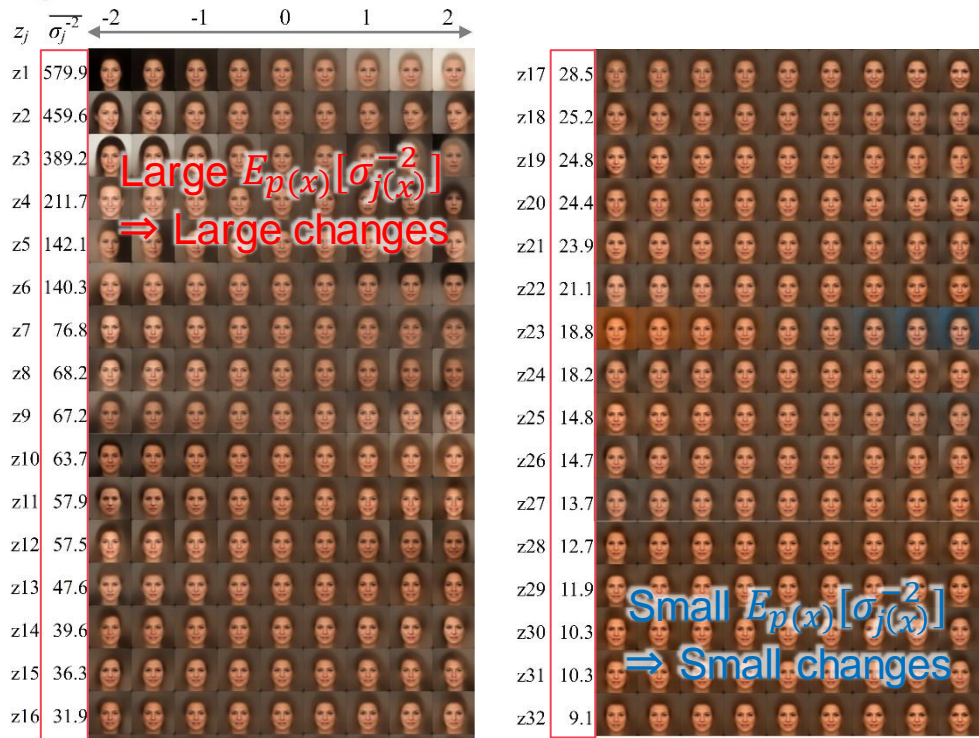 -2 -1 0 1 2
z_j \overline{σ_j^{-2}}
z1 579.9
z2 459.6
z3 389.2
z4 211.7
z5 142.1
z6 140.3
z7 76.8
z8 68.2
z9 67.2
z10 63.7
z11 57.9
z12 57.5
z13 47.6
z14 39.6
z15 36.3
z16 31.9
Large E_{p(x)}[σ_{j(x)}^{-2}]
⇒ Large changes
z17 28.5
z18 25.2
z19 24.8
z20 24.4
z21 23.9
z22 21.1
z23 18.8
z24 18.2
z25 14.8
z26 14.7
z27 13.7
z28 12.7
z29 11.9
z30 10.3
z31 10.3
z32 9.1
Small E_{p(x)}[σ_{j(x)}^{-2}]
⇒ Small changes